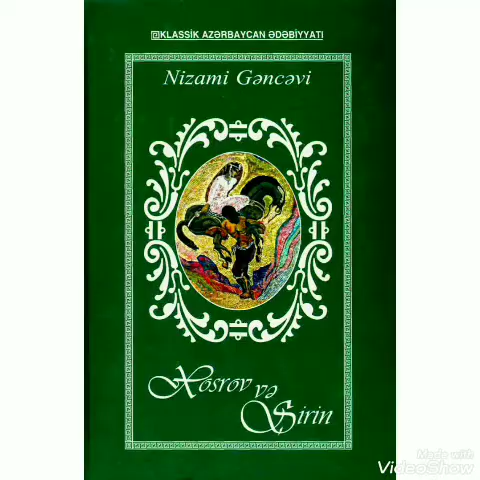 KLASSİK AZƏRBAYCAN ƏDƏBİYYATI
Nizami Gəncəvi
Xosrov
və
Şirin
Made with
VideoShow